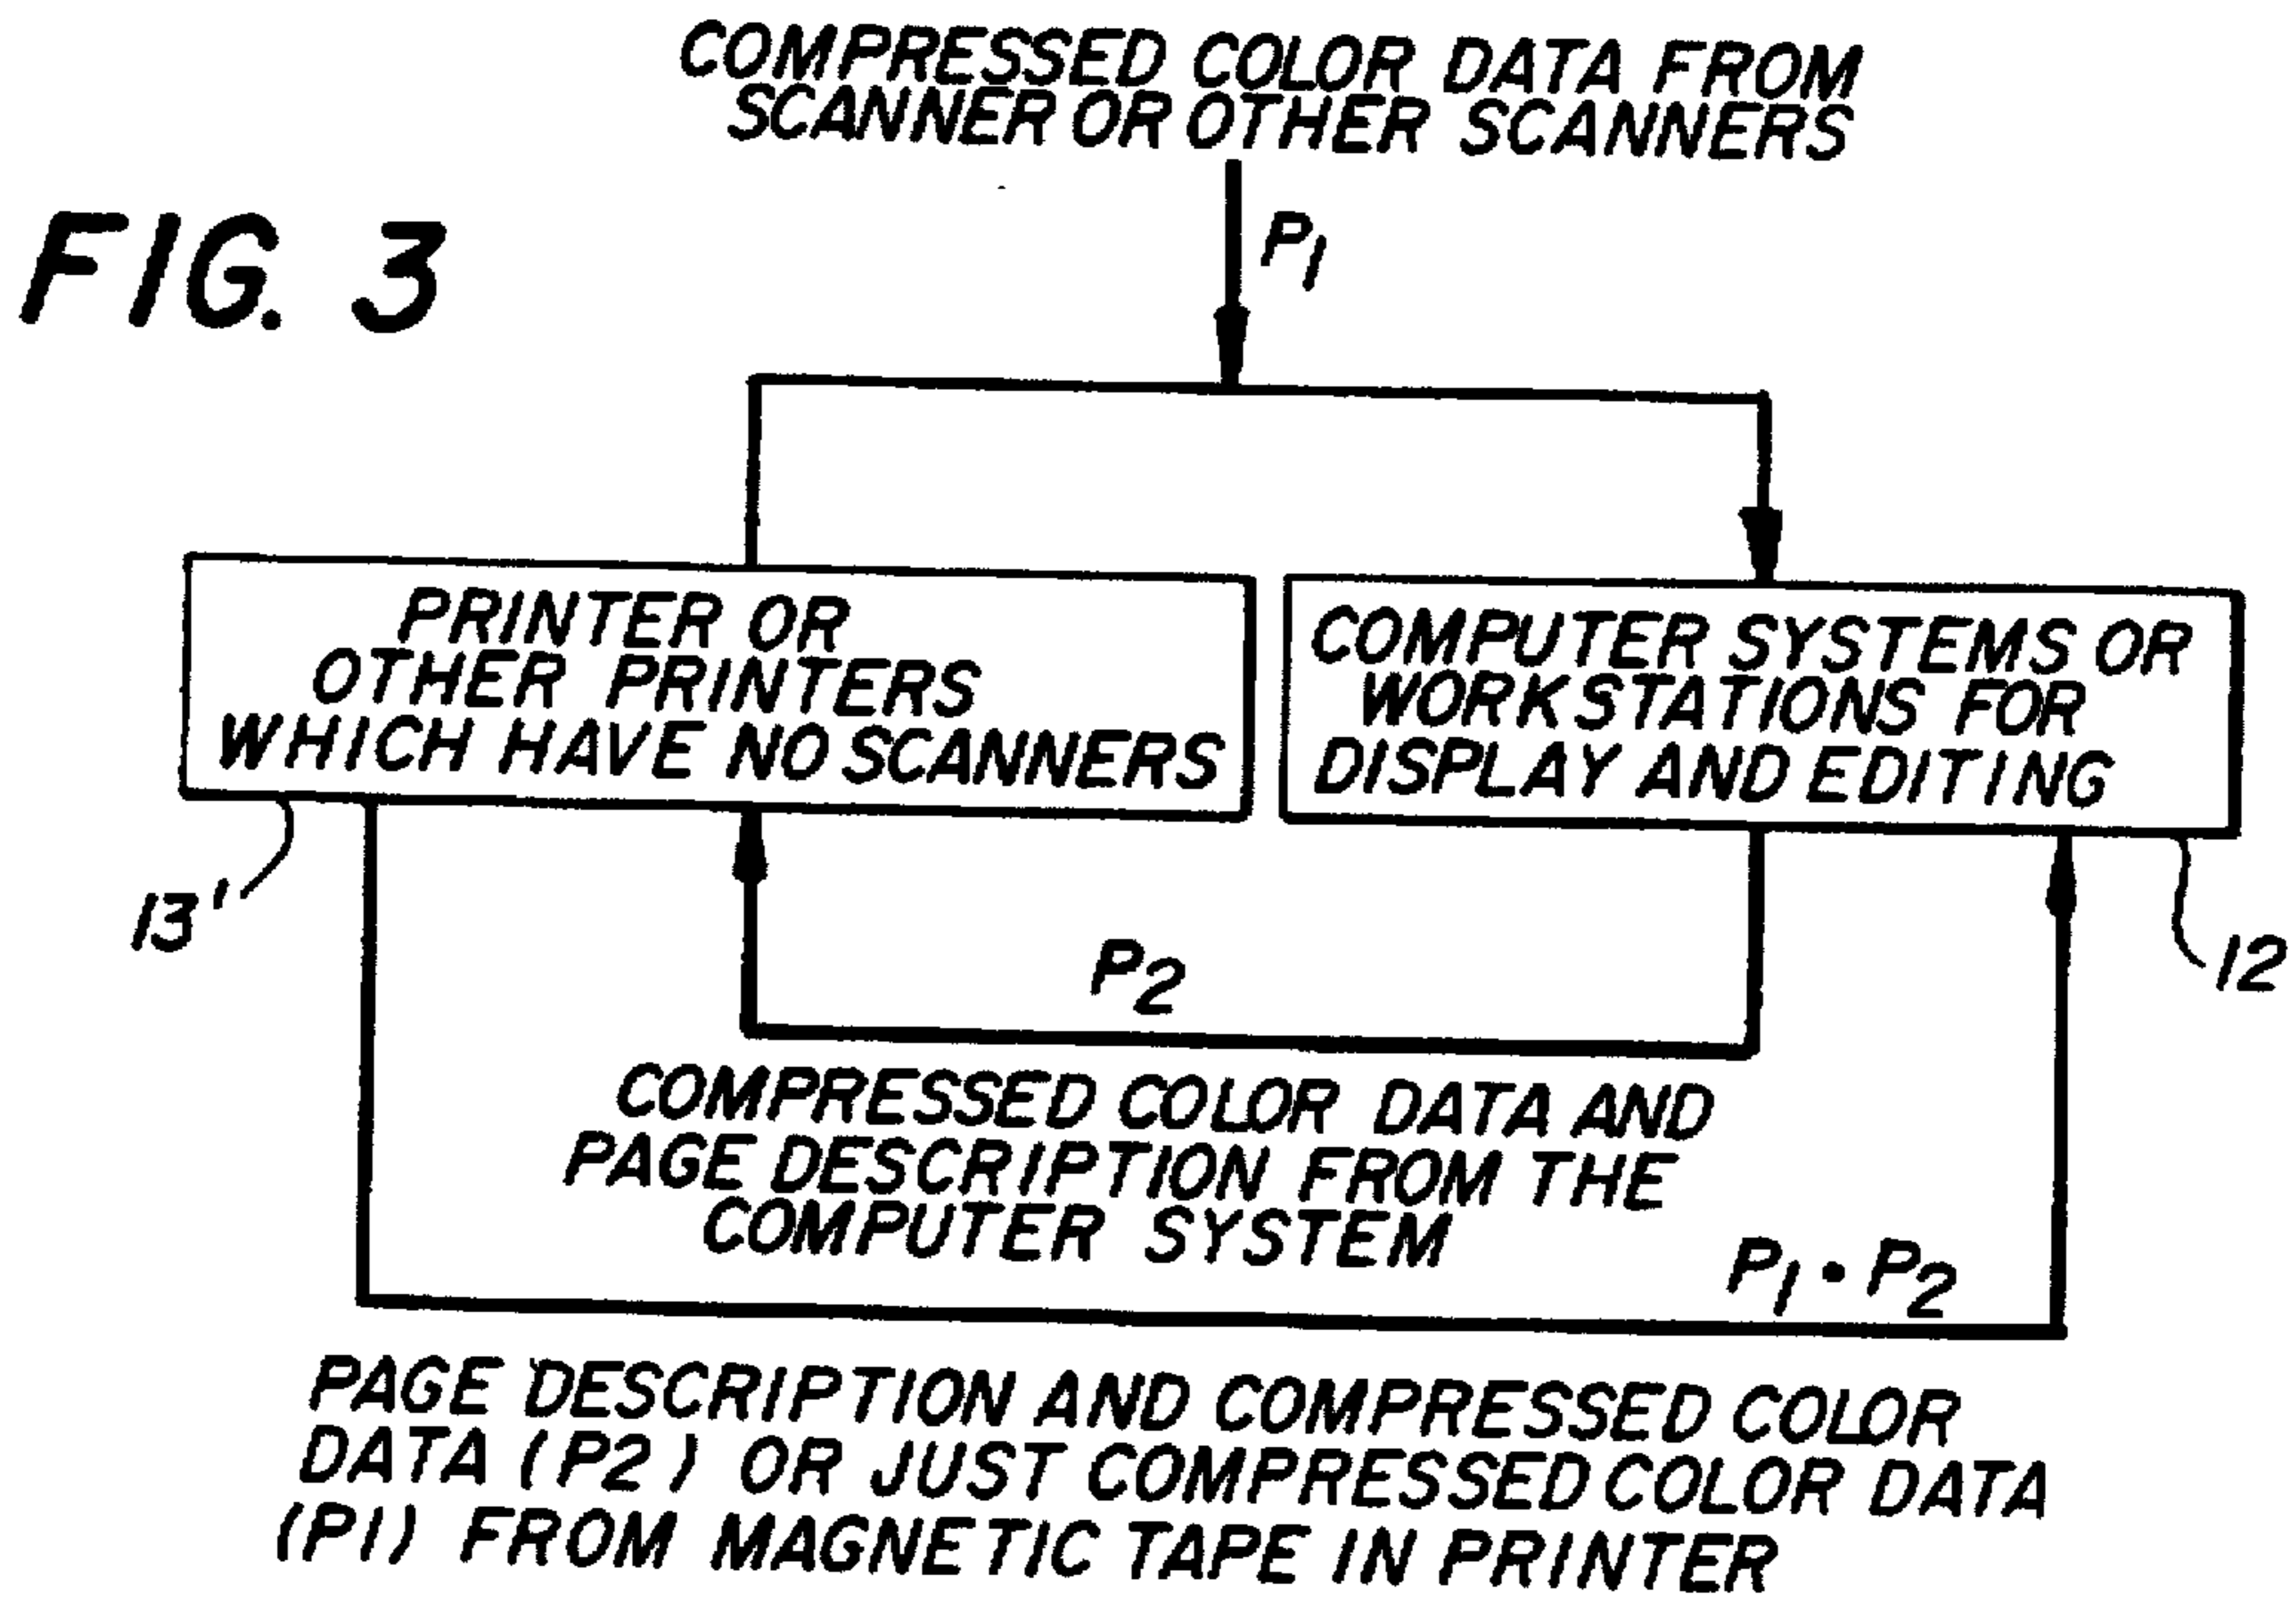 COMPRESSED COLOR DATA FROM
SCANNER OR OTHER SCANNERS
FIG. 3
P1
PRINTER OR
OTHER PRINTERS
WHICH HAVE NO SCANNERS
COMPUTER SYSTEMS OR
WORKSTATIONS FOR
DISPLAY AND EDITING
13'
12
P2
COMPRESSED COLOR DATA AND
PAGE DESCRIPTION FROM THE
COMPUTER SYSTEM
P1 • P2
PAGE DESCRIPTION AND COMPRESSED COLOR
DATA (P2) OR JUST COMPRESSED COLOR DATA
(P1) FROM MAGNETIC TAPE IN PRINTER